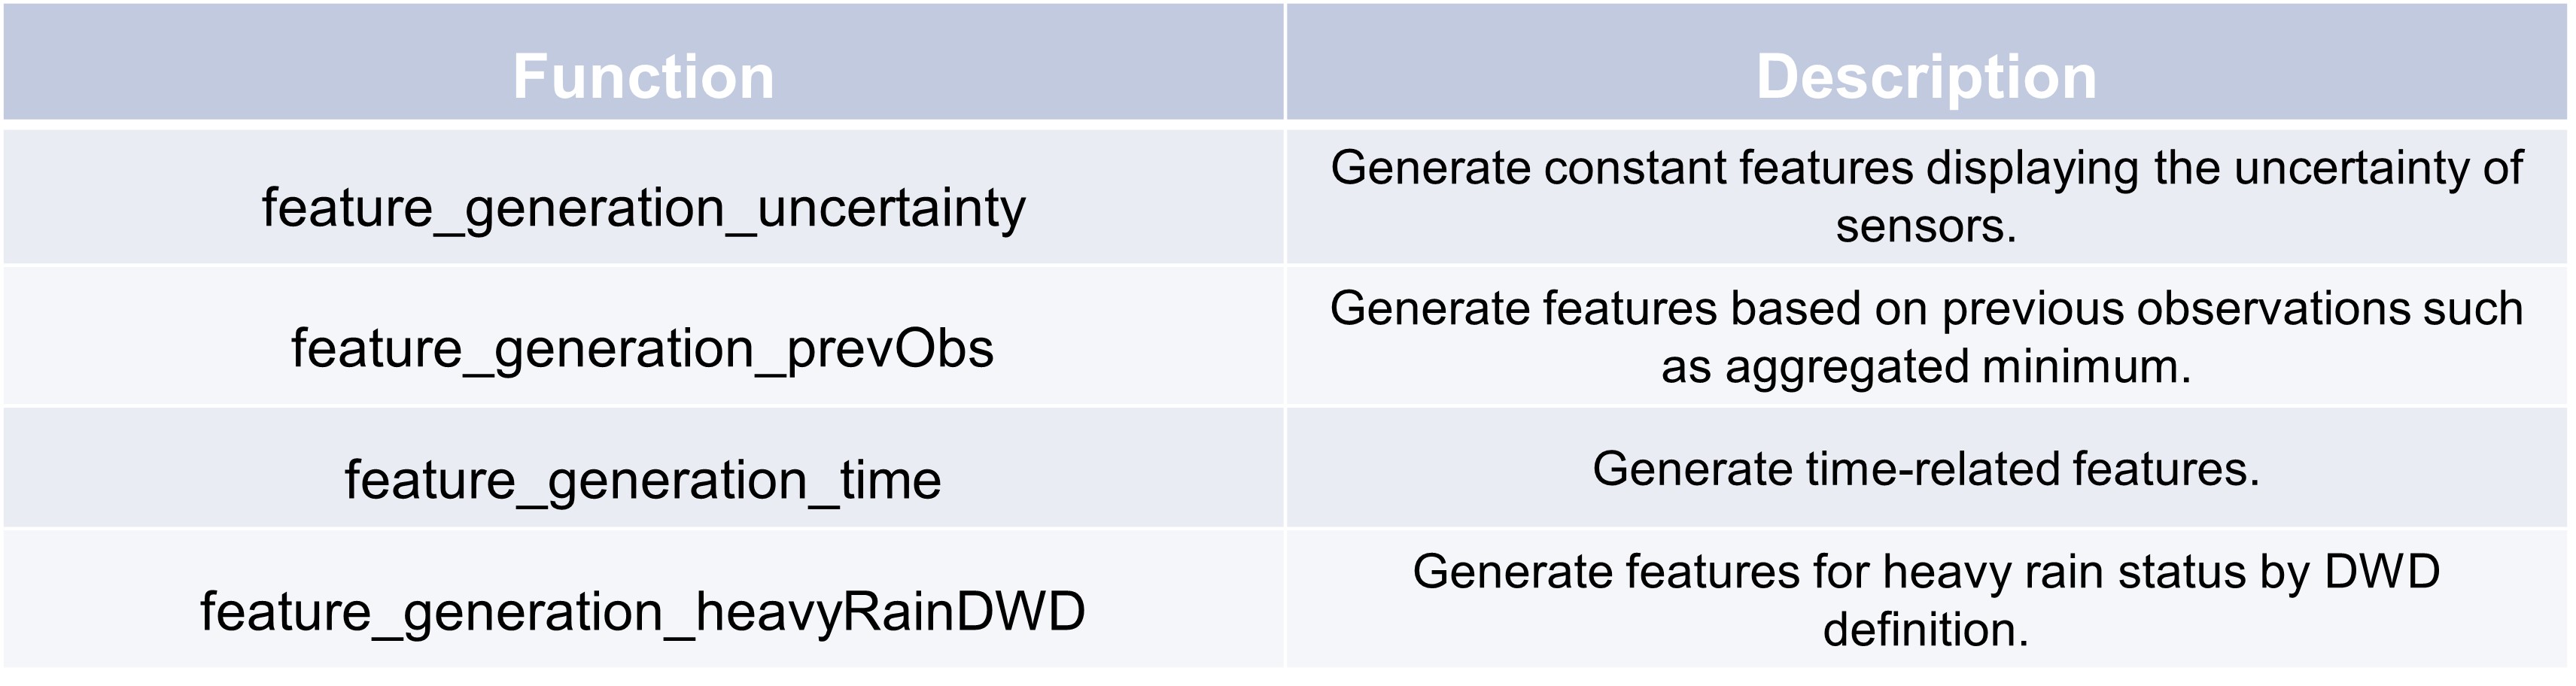 Function
Description
feature_generation_uncertainty
Generate constant features displaying the uncertainty of
sensors.
feature_generation_prevObs
Generate features based on previous observations such
as aggregated minimum.
feature_generation_time
Generate time-related features.
feature_generation_heavyRainDWD
Generate features for heavy rain status by DWD
definition.